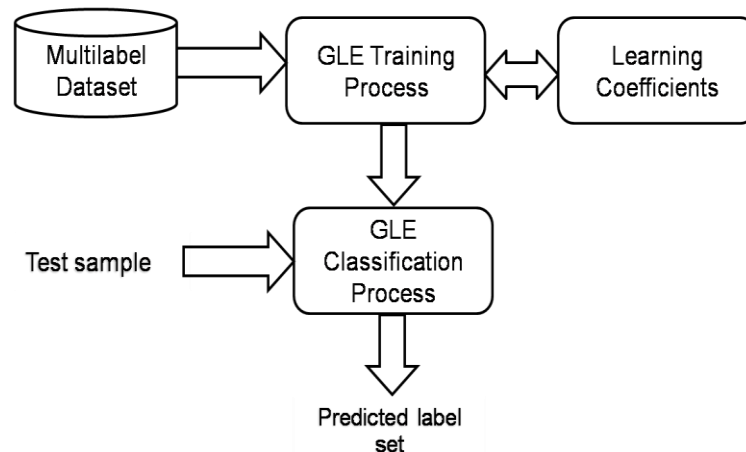 Multilabel
Dataset
GLE Training
Process
Learning
Coefficients
Test sample
GLE
Classification
Process
Predicted label
set